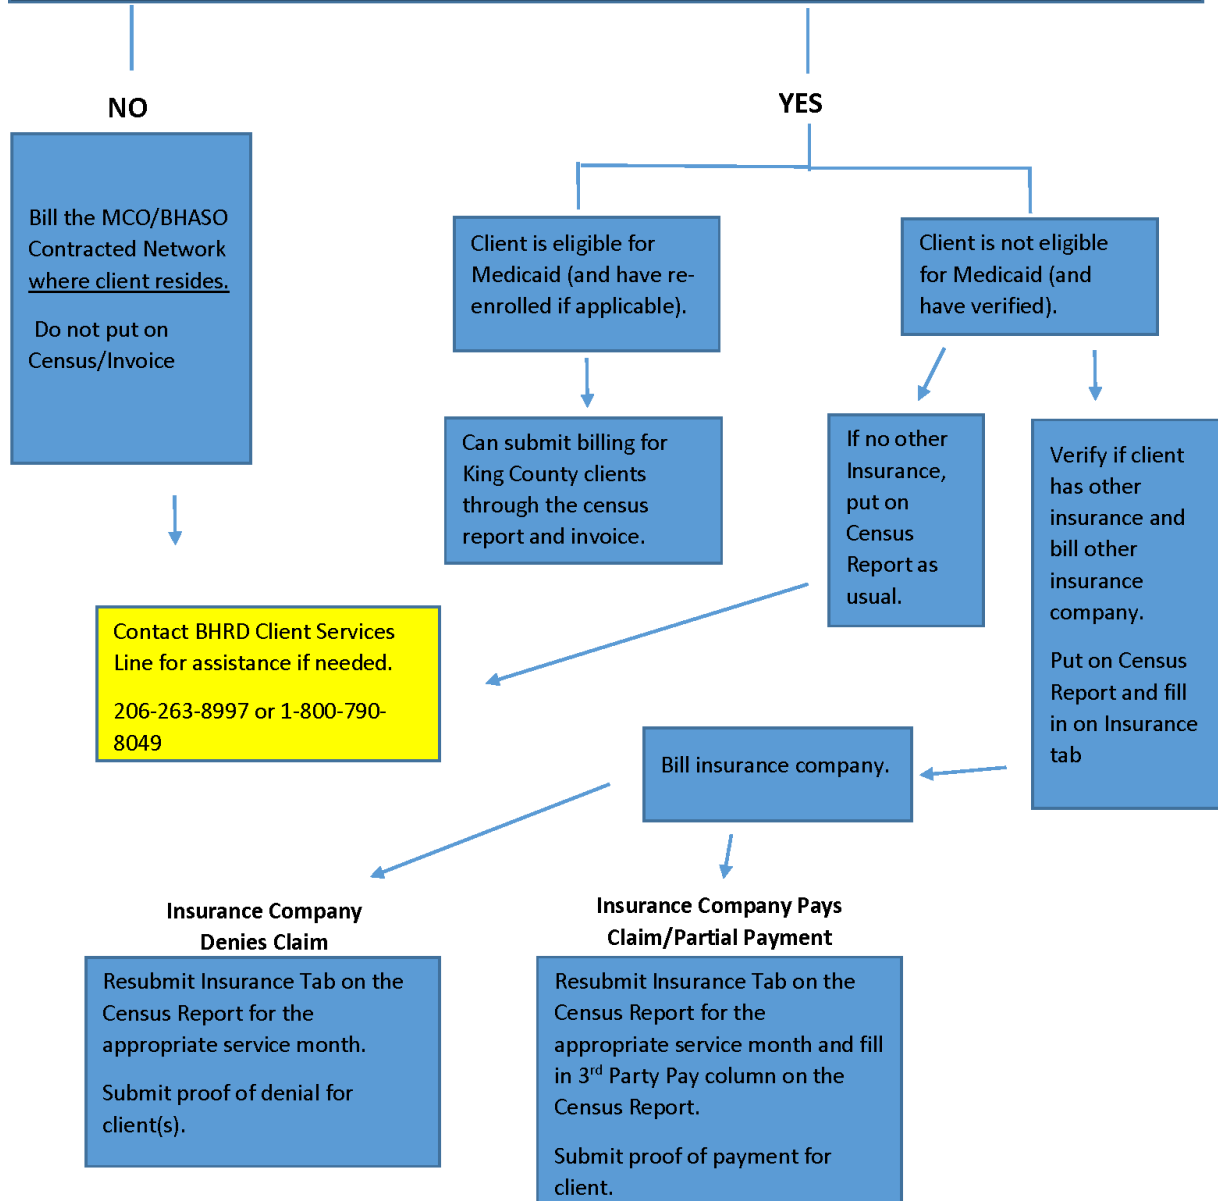 NO
YES
Bill the MCO/BHASO
Contracted Network
where client resides.
Do not put on
Census/Invoice
Client is eligible for
Medicaid (and have re-
enrolled if applicable).
Client is not eligible
for Medicaid (and
have verified).
Can submit billing for
King County clients
through the census
report and invoice.
If no other
Insurance,
put on
Census
Report as
usual.
Verify if client
has other
insurance and
bill other
insurance
company.
Put on Census
Report and fill
in on Insurance
tab
Contact BHRD Client Services
Line for assistance if needed.
206-263-8997 or 1-800-790-
8049
Bill insurance company.
Insurance Company
Denies Claim
Resubmit Insurance Tab on the
Census Report for the
appropriate service month.
Submit proof of denial for
client(s).
Insurance Company Pays
Claim/Partial Payment
Resubmit Insurance Tab on the
Census Report for the
appropriate service month and fill
in 3rd Party Pay column on the
Census Report.
Submit proof of payment for
client.